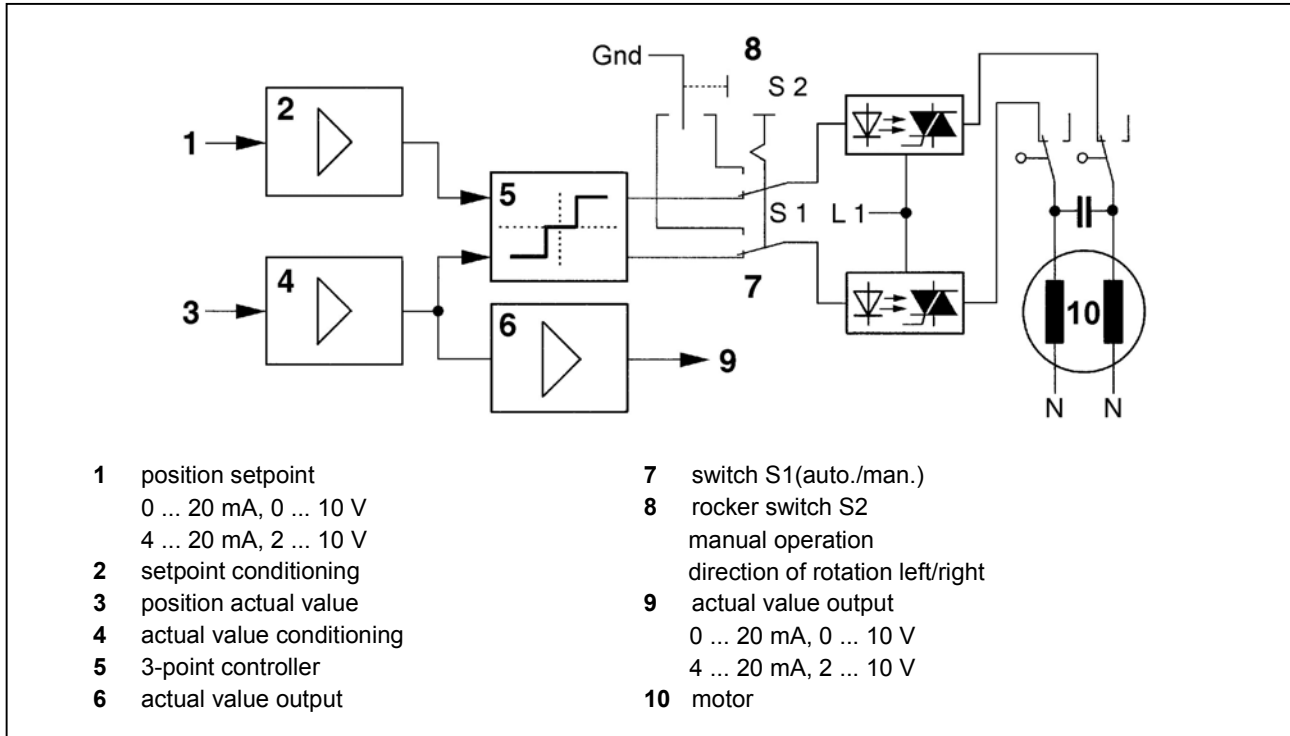 Gnd
8
S 2
2
1
5
S 1 L 1
4
7
3
6
10
9
N N
1 position setpoint
0 ... 20 mA, 0 ... 10 V
4 ... 20 mA, 2 ... 10 V
2 setpoint conditioning
3 position actual value
4 actual value conditioning
5 3-point controller
6 actual value output
7 switch S1(auto./man.)
8 rocker switch S2
manual operation
direction of rotation left/right
9 actual value output
0 ... 20 mA, 0 ... 10 V
4 ... 20 mA, 2 ... 10 V
10 motor